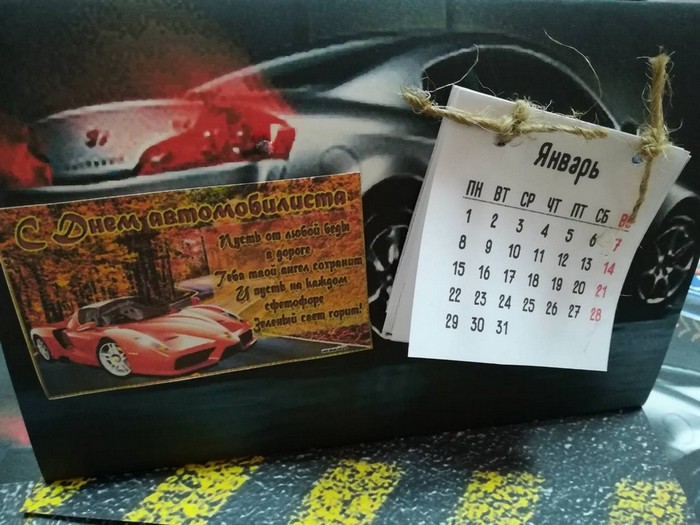 С Днем автомобилиста
Пусть от любой беды
в дороге
Тебя твой ангел сохранит
И пусть на каждом
светофоре
Зеленый свет горит!
Январь
ПН ВТ СР ЧТ ПТ СБ ВС
1 2 3 4 5 6 7
8 9 10 11 12 13 14
15 16 17 18 19 20 21
22 23 24 25 26 27 28
29 30 31